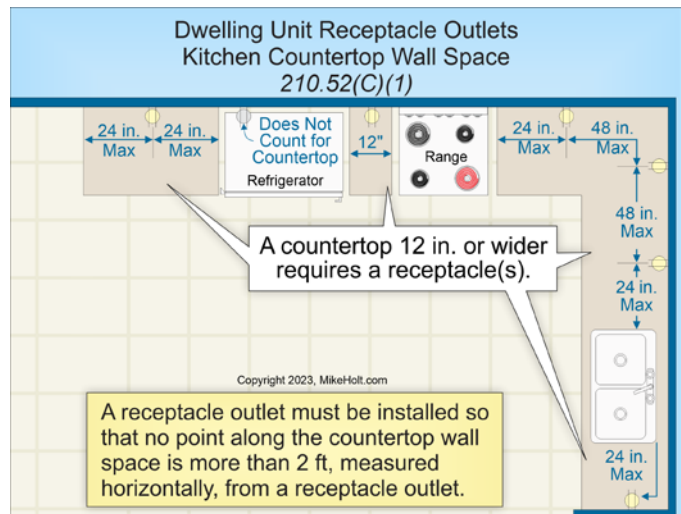 Dwelling Unit Receptacle Outlets
Kitchen Countertop Wall Space
210.52(C)(1)
24 in.
Max
24 in.
Max
Does Not
Count for
Countertop
Refrigerator
12"
Range
24 in.
Max
48 in.
Max
48 in.
Max
24 in.
Max
A countertop 12 in. or wider
requires a receptacle(s).
Copyright 2023, MikeHolt.com
A receptacle outlet must be installed so
that no point along the countertop wall
space is more than 2 ft, measured
horizontally, from a receptacle outlet.
24 in.
Max